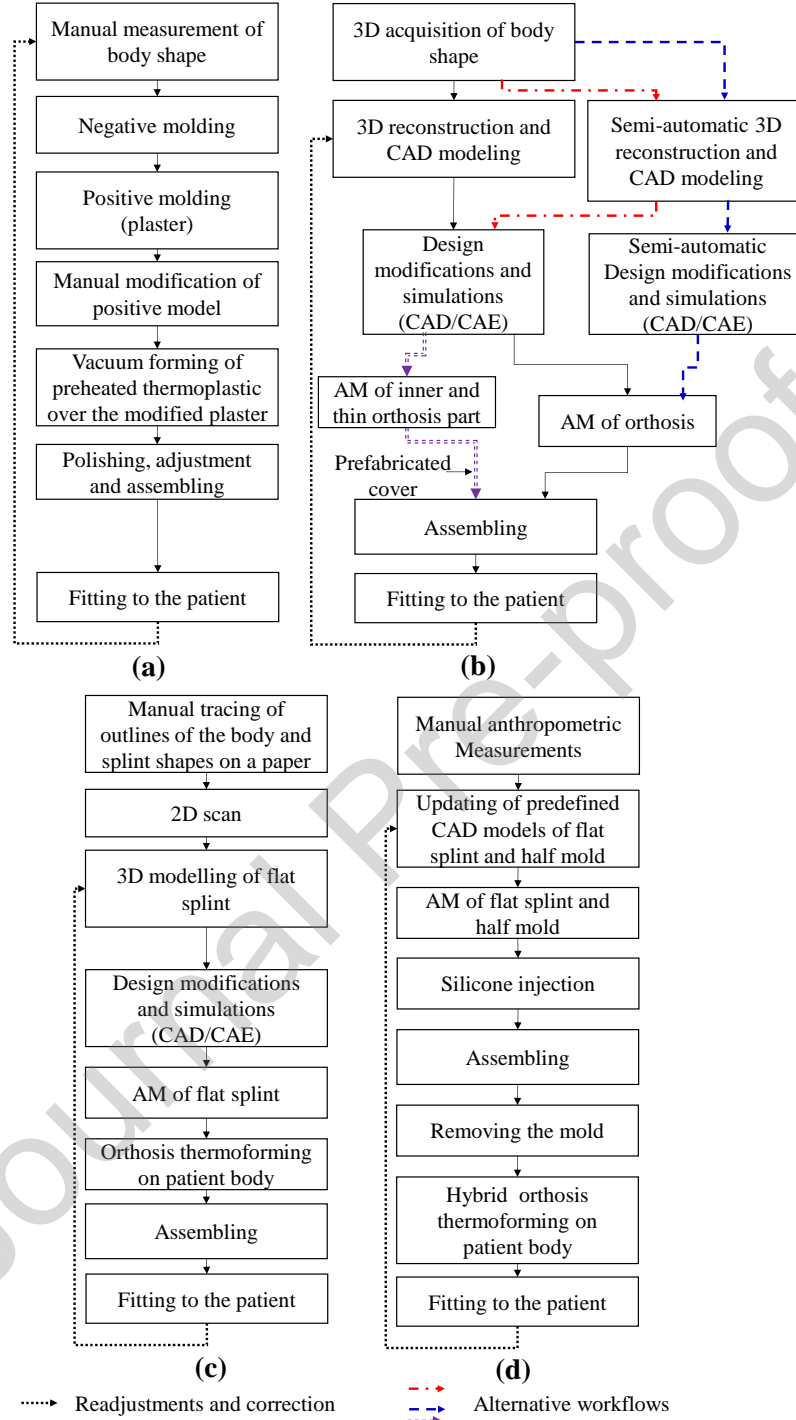 Manual measurement of
body shape
Negative molding
Positive molding
(plaster)
Manual modification of
positive model
Vacuum forming of
preheated thermoplastic
over the modified plaster
Polishing, adjustment
and assembling
Fitting to the patient
(a)
3D acquisition of body
shape
3D reconstruction and
CAD modeling
Semi-automatic 3D
reconstruction and
CAD modeling
Design
modifications and
simulations
(CAD/CAE)
Semi-automatic
Design modifications
and simulations
(CAD/CAE)
AM of inner and
thin orthosis part
AM of orthosis
Prefabricated
cover
Assembling
Fitting to the patient
(b)
Manual tracing of
outlines of the body and
splint shapes on a paper
2D scan
3D modelling of flat
splint
Design modifications
and simulations
(CAD/CAE)
AM of flat splint
Orthosis thermoforming
on patient body
Assembling
Fitting to the patient
(c)
Manual anthropometric
Measurements
Updating of predefined
CAD models of flat
splint and half mold
AM of flat splint and
half mold
Silicone injection
Assembling
Removing the mold
Hybrid orthosis
thermoforming on
patient body
Fitting to the patient
(d)
Readjustments and correction
Alternative workflows
Journal Pre-proof